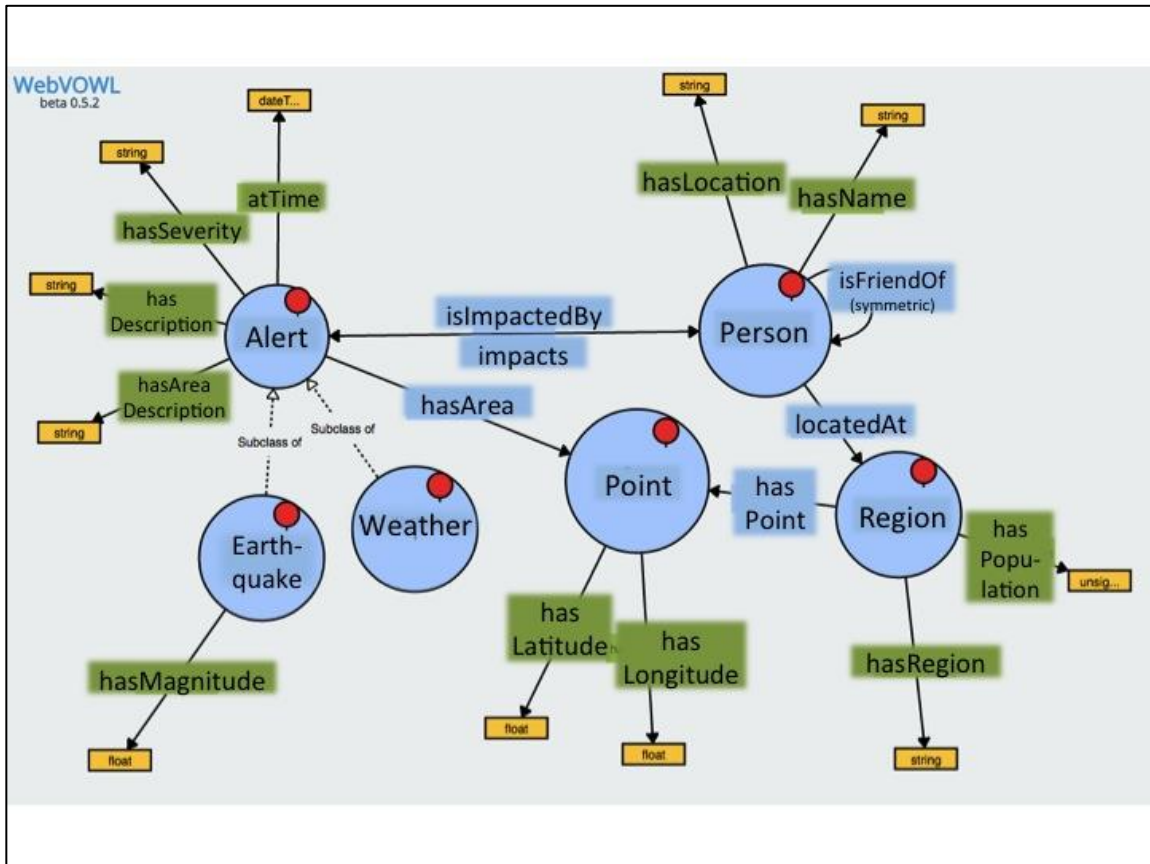 WebVOWL
beta 0.5.2
dateT...
string
string
string
string
hasLocation
hasName
atTime
hasSeverity
string
has
Description
Alert
isImpactedBy
impacts
Person
isFriendOf
(symmetric)
hasArea
Description
string
hasArea
locatedAt
Subclass of
Subclass of
Point
has
Point
Region
Weather
Earth-
quake
has
Popu-
lation
unsig...
has
Latitude
has
Longitude
hasRegion
hasMagnitude
float
float
float
string